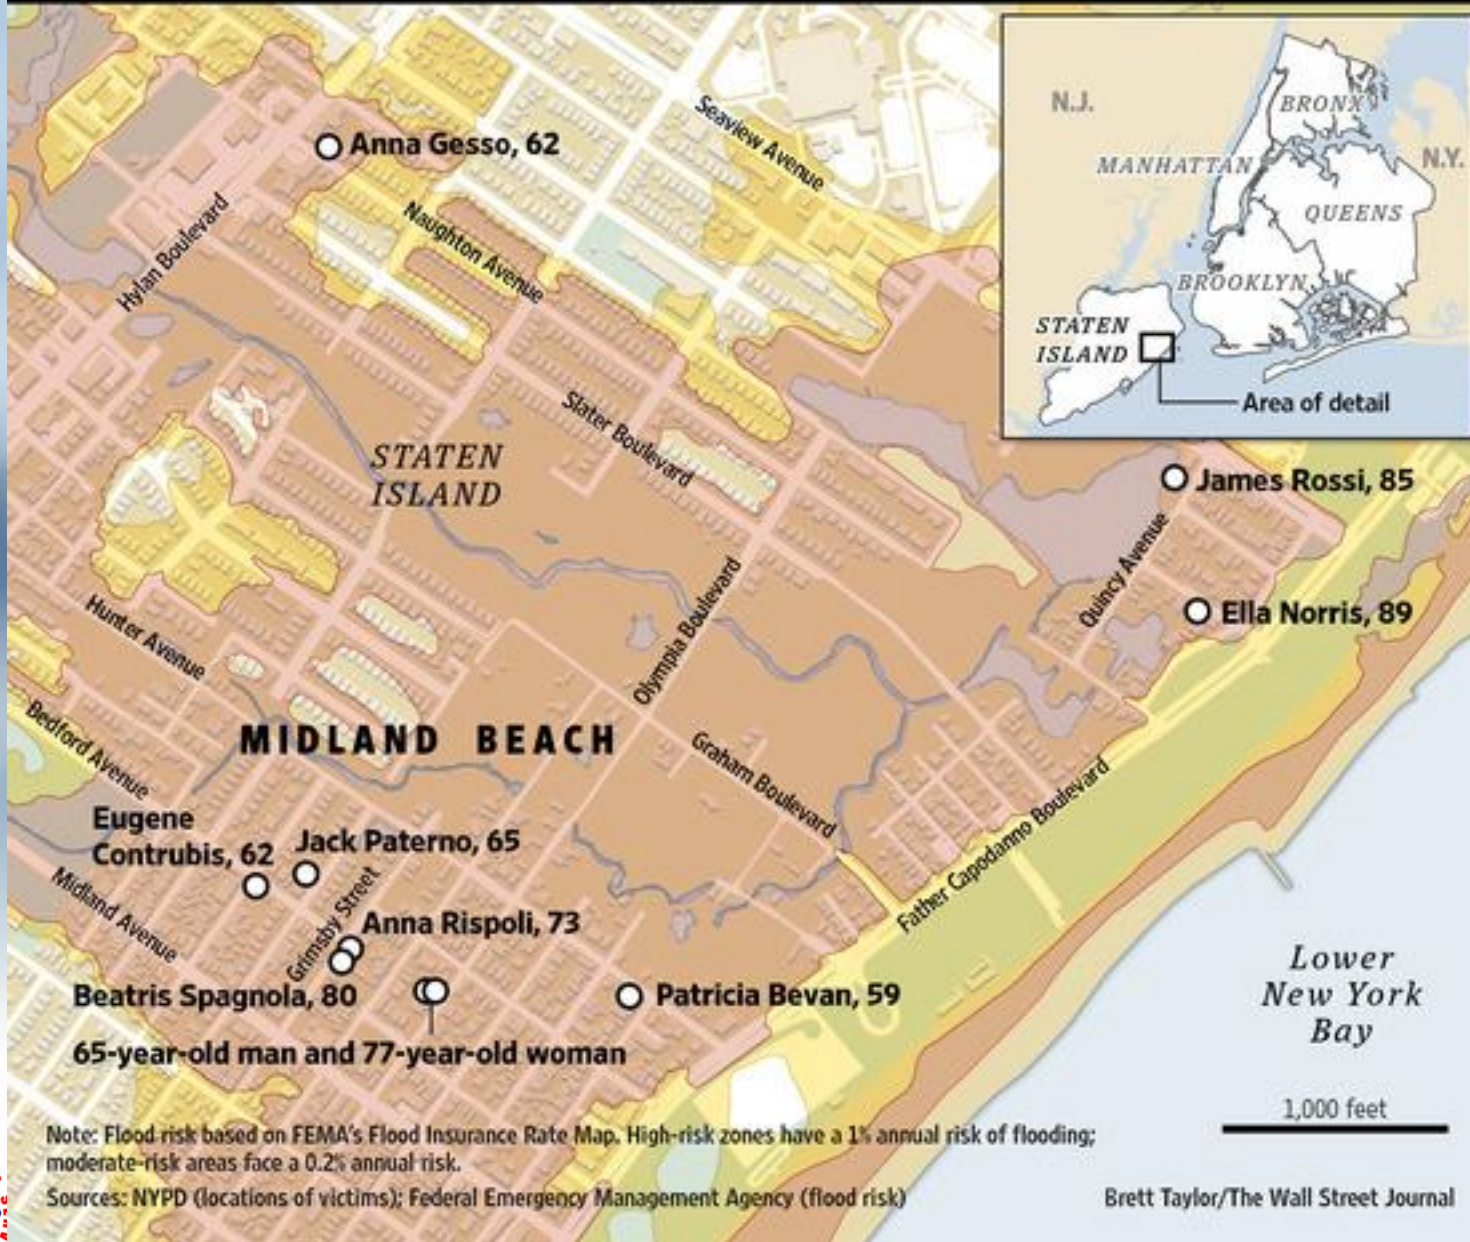 N.J.
BRONX
MANHATTAN
N.Y.
QUEENS
BROOKLYN
STATEN
ISLAND
Area of detail
Seaview Avenue
Anna Gesso, 62
Naughton Avenue
Hylan Boulevard
Slater Boulevard
STATEN
ISLAND
James Rossi, 85
Quincy Avenue
Ella Norris, 89
Olympia Boulevard
Hunter Avenue
Bedford Avenue
MIDLAND BEACH
Graham Boulevard
Father Capodanno Boulevard
Eugene
Contrubis, 62
Jack Paterno, 65
Midland Avenue
Grimsby Street
Anna Rispoli, 73
Beatris Spagnola, 80
Patricia Bevan, 59
65-year-old man and 77-year-old woman
Lower
New York
Bay
1,000 feet
Note: Flood risk based on FEMA's Flood Insurance Rate Map. High-risk zones have a 1% annual risk of flooding;
moderate-risk areas face a 0.2% annual risk.
Sources: NYPD (locations of victims); Federal Emergency Management Agency (flood risk)
Brett Taylor/The Wall Street Journal